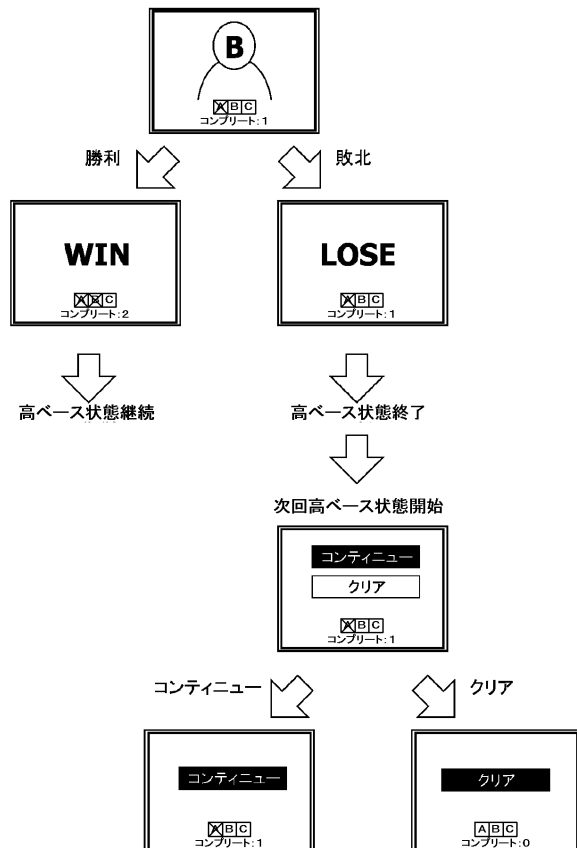 B
ABC
コンプリート:1
勝利
敗北
WIN
ABC
コンプリート:2
LOSE
ABC
コンプリート:1
高ベース状態継続
高ベース状態終了
次回高ベース状態開始
コンティニュー
クリア
ABC
コンプリート:1
コンティニュー
クリア
コンティニュー
ABC
コンプリート:1
クリア
ABC
コンプリート:0